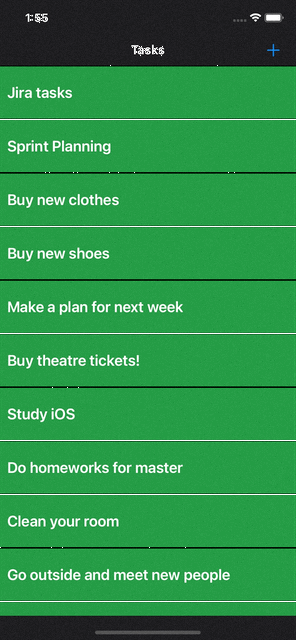 1:55
Tasks
Jira tasks
Sprint Planning
Buy new clothes
Buy new shoes
Make a plan for next week
Buy theatre tickets!
Study iOS
Do homeworks for master
Clean your room
Go outside and meet new people